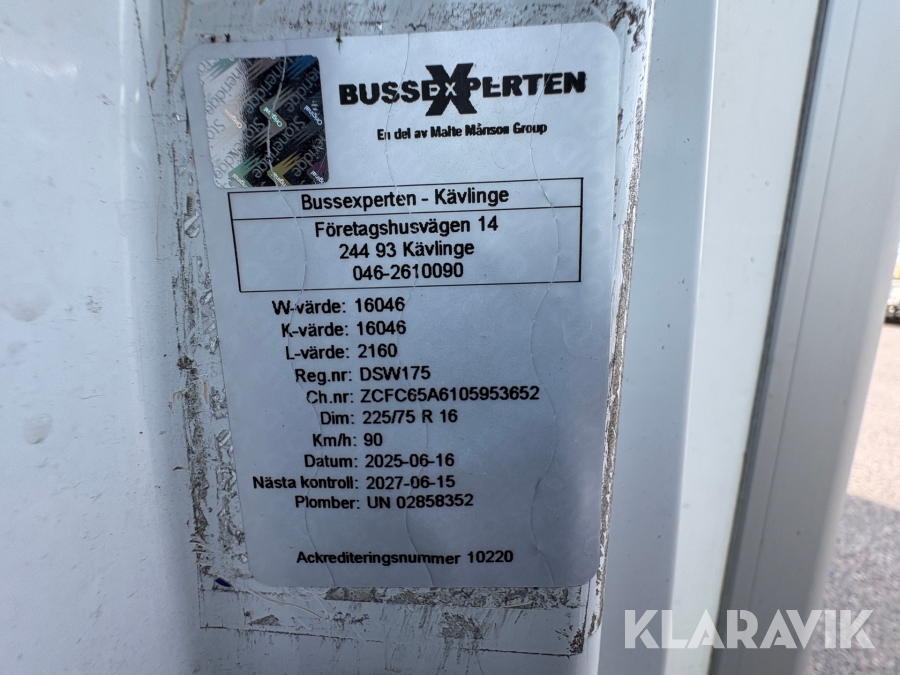 BUSSEXPERTEN
En del av Malte Månson Group
Bussexperten - Kävlinge
Företagshusvägen 14
244 93 Kävlinge
046-2610090
W-värde: 16046
K-värde: 16046
L-värde: 2160
Reg.nr: DSW175
Ch.nr: ZCFC65A6105953652
Dim: 225/75 R 16
Km/h: 90
Datum: 2025-06-16
Nästa kontroll: 2027-06-15
Plomber: UN 02858352
Ackrediteringsnummer 10220
KLARAVIK